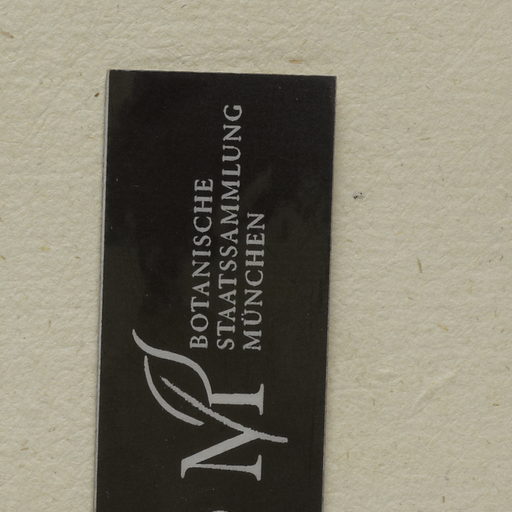 BOTANISCHE
STAATSSAMMLUNG
MÜNCHEN
M